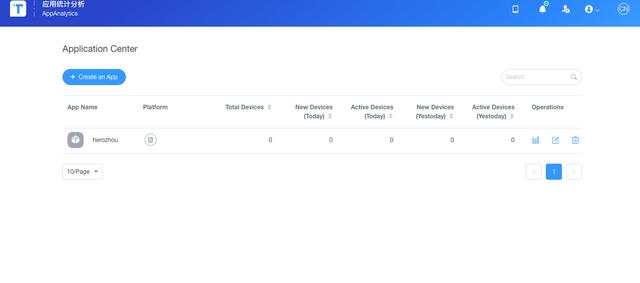 应用统计分析
AppAnalytics
CN
Application Center
+ Create an App
Search
App Name
Platform
Total Devices
New Devices
(Today)
Active Devices
(Today)
New Devices
(Yestoday)
Active Devices
(Yestoday)
Operations
herozhou
0
0
0
0
0
10/Page
1